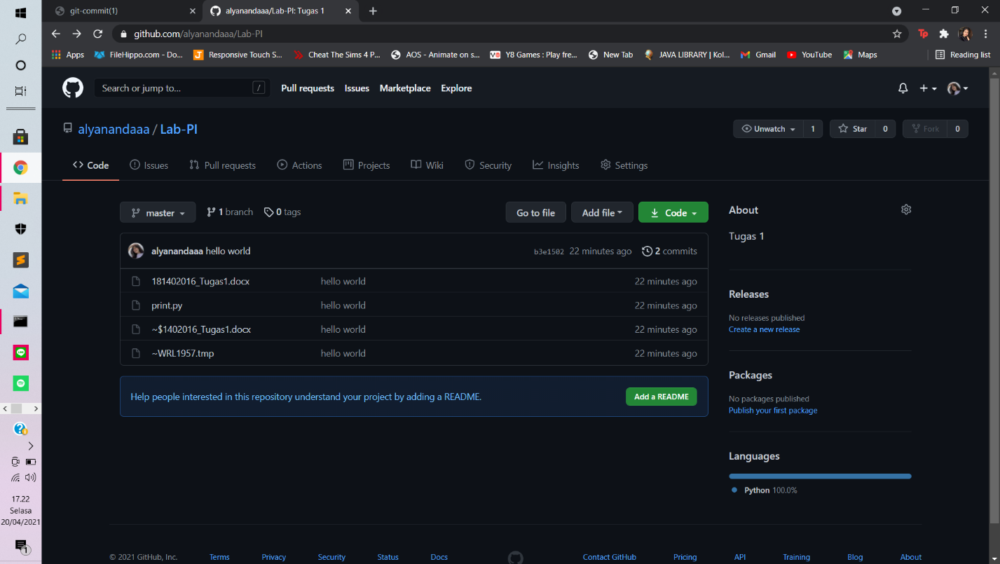 git-commit(1)
alyanandaaa/Lab-PI: Tugas 1
github.com/alyanandaaa/Lab-PI
Apps
FileHippo.com - Do...
Responsive Touch S...
Cheat The Sims 4 P...
AOS - Animate on s...
Y8 Games : Play fre...
New Tab
JAVA LIBRARY | Kol...
Gmail
YouTube
Maps
Reading list
Search or jump to...
/
Pull requests
Issues
Marketplace
Explore
alyanandaaa / Lab-PI
Unwatch
1
Star
0
Fork
0
Code
Issues
Pull requests
Actions
Projects
Wiki
Security
Insights
Settings
master
1 branch
0 tags
Go to file
Add file
Code
alyanandaaa hello world
b3e1502 22 minutes ago
2 commits
181402016_Tugas1.docx
hello world
22 minutes ago
print.py
hello world
22 minutes ago
~$1402016_Tugas1.docx
hello world
22 minutes ago
~WRL1957.tmp
hello world
22 minutes ago
Help people interested in this repository understand your project by adding a README.
Add a README
About
Tugas 1
Releases
No releases published
Create a new release
Packages
No packages published
Publish your first package
Languages
Python 100.0%
© 2021 GitHub, Inc.
Terms
Privacy
Security
Status
Docs
Contact GitHub
Pricing
API
Training
Blog
About
17.22
Selasa
20/04/2021
1